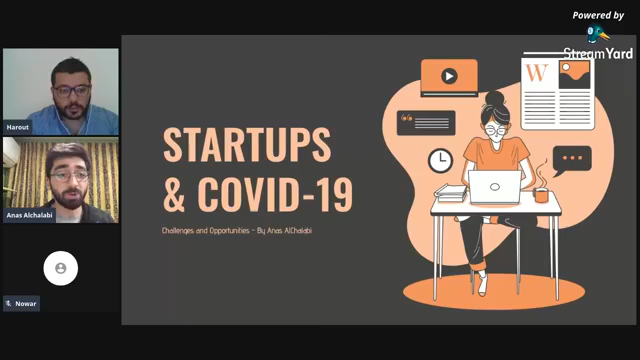 Powered by
StreamYard
Harout
Anas Alchalabi
Nowar
STARTUPS
& COVID-19
Challenges and Opportunities - By Anas AlChalabi
W